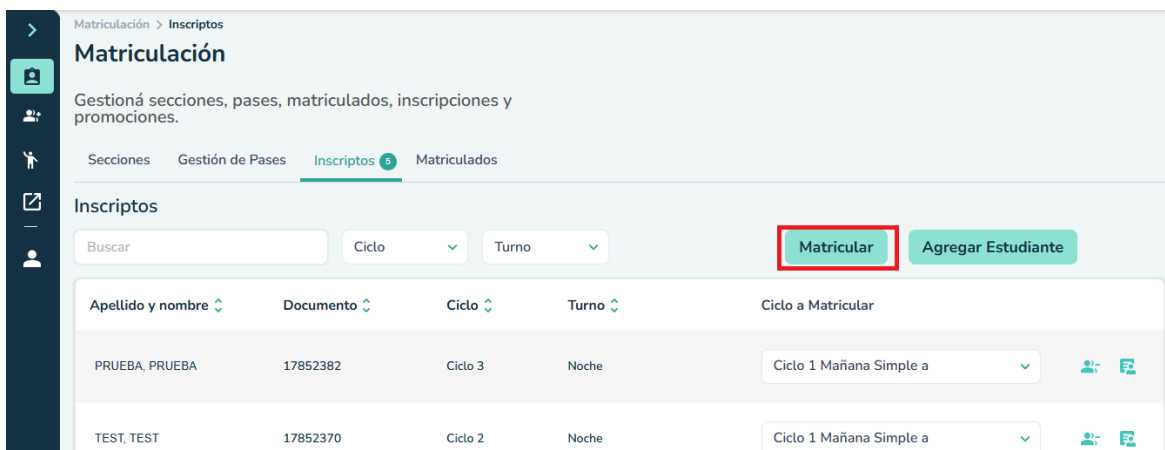 Matriculación > Inscriptos
Matriculación
Gestioná secciones, pases, matriculados, inscripciones y
promociones.
Secciones Gestión de Pases Inscriptos 5 Matriculados
Inscriptos
Buscar Ciclo Turno Matricular Agregar Estudiante
Apellido y nombre Documento Ciclo Turno Ciclo a Matricular
PRUEBA, PRUEBA 17852382 Ciclo 3 Noche Ciclo 1 Mañana Simple a
TEST, TEST 17852370 Ciclo 2 Noche Ciclo 1 Mañana Simple a